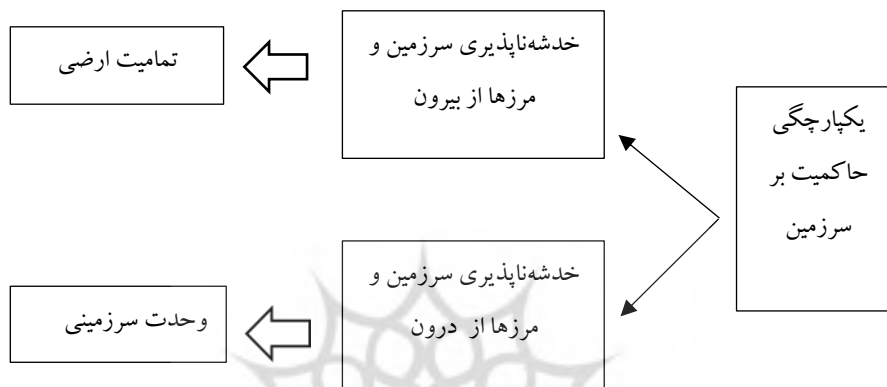 یکپارچگی
حاکمیت بر
سرزمین
خدشه‌ناپذیری سرزمین و
مرزها از بیرون
تمامیت ارضی
خدشه‌ناپذیری سرزمین و
مرزها از درون
وحدت سرزمینی